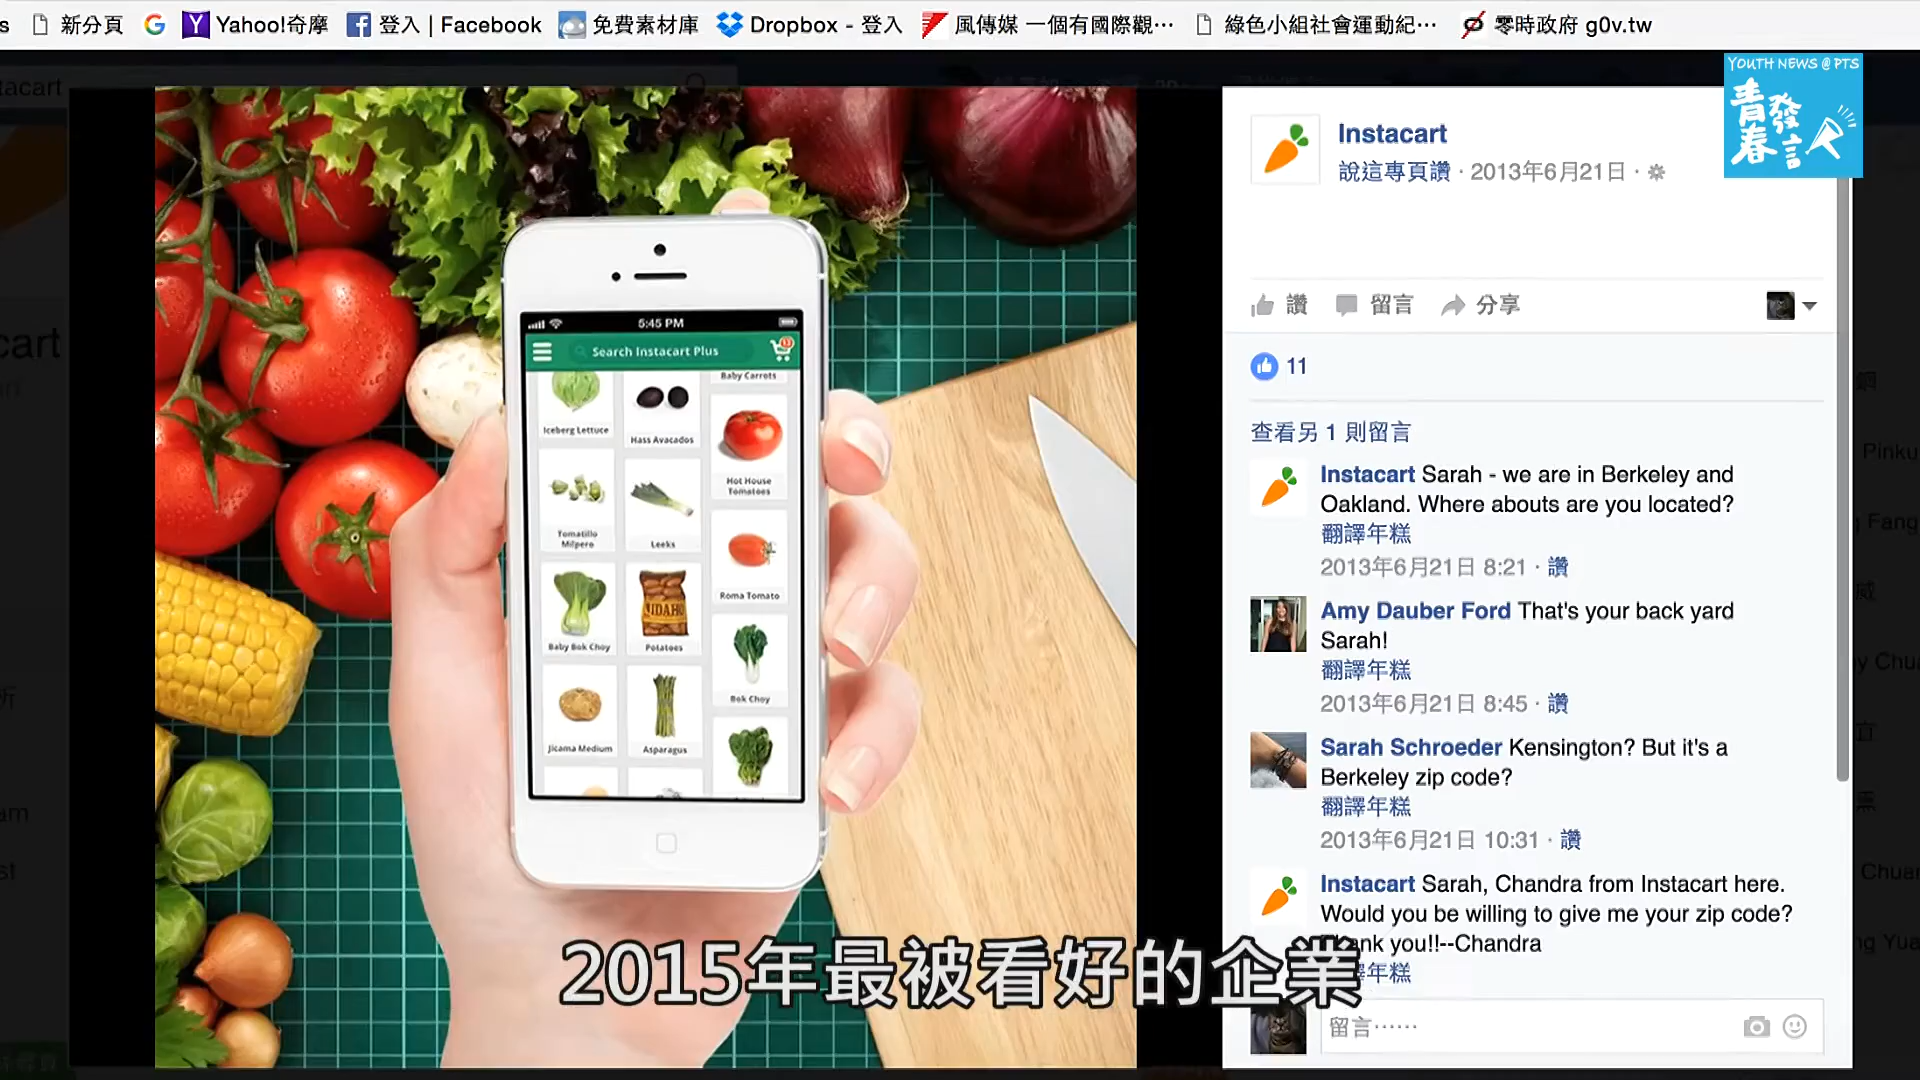 s 新分頁 Yahoo!奇摩 登入 | Facebook 免費素材庫 Dropbox - 登入 風傳媒 一個有國際觀… 綠色小組社會運動紀… 零時政府 g0v.tw
YOUTH NEWS @ PTS
青春發言
Instacart
說這專頁讚 · 2013年6月21日 ·
讚 留言 分享
11
查看另 1 則留言
Instacart Sarah - we are in Berkeley and
Oakland. Where abouts are you located?
翻譯年糕
2013年6月21日 8:21 · 讚
Amy Dauber Ford That's your back yard
Sarah!
翻譯年糕
2013年6月21日 8:45 · 讚
Sarah Schroeder Kensington? But it's a
Berkeley zip code?
翻譯年糕
2013年6月21日 10:31 · 讚
Instacart Sarah, Chandra from Instacart here.
Would you be willing to give me your zip code?
you!!--Chandra
年糕
留言……
5:45 PM
Search Instacart Plus
Baby Carrots
Iceberg Lettuce
Hass Avacados
Hot House
Tomatoes
Tomatillo
Milpero
Leeks
Roma Tomato
IDAHO
Baby Bok Choy
Potatoes
Bok Choy
Jicama Medium
Asparagus
2015年最被看好的企業